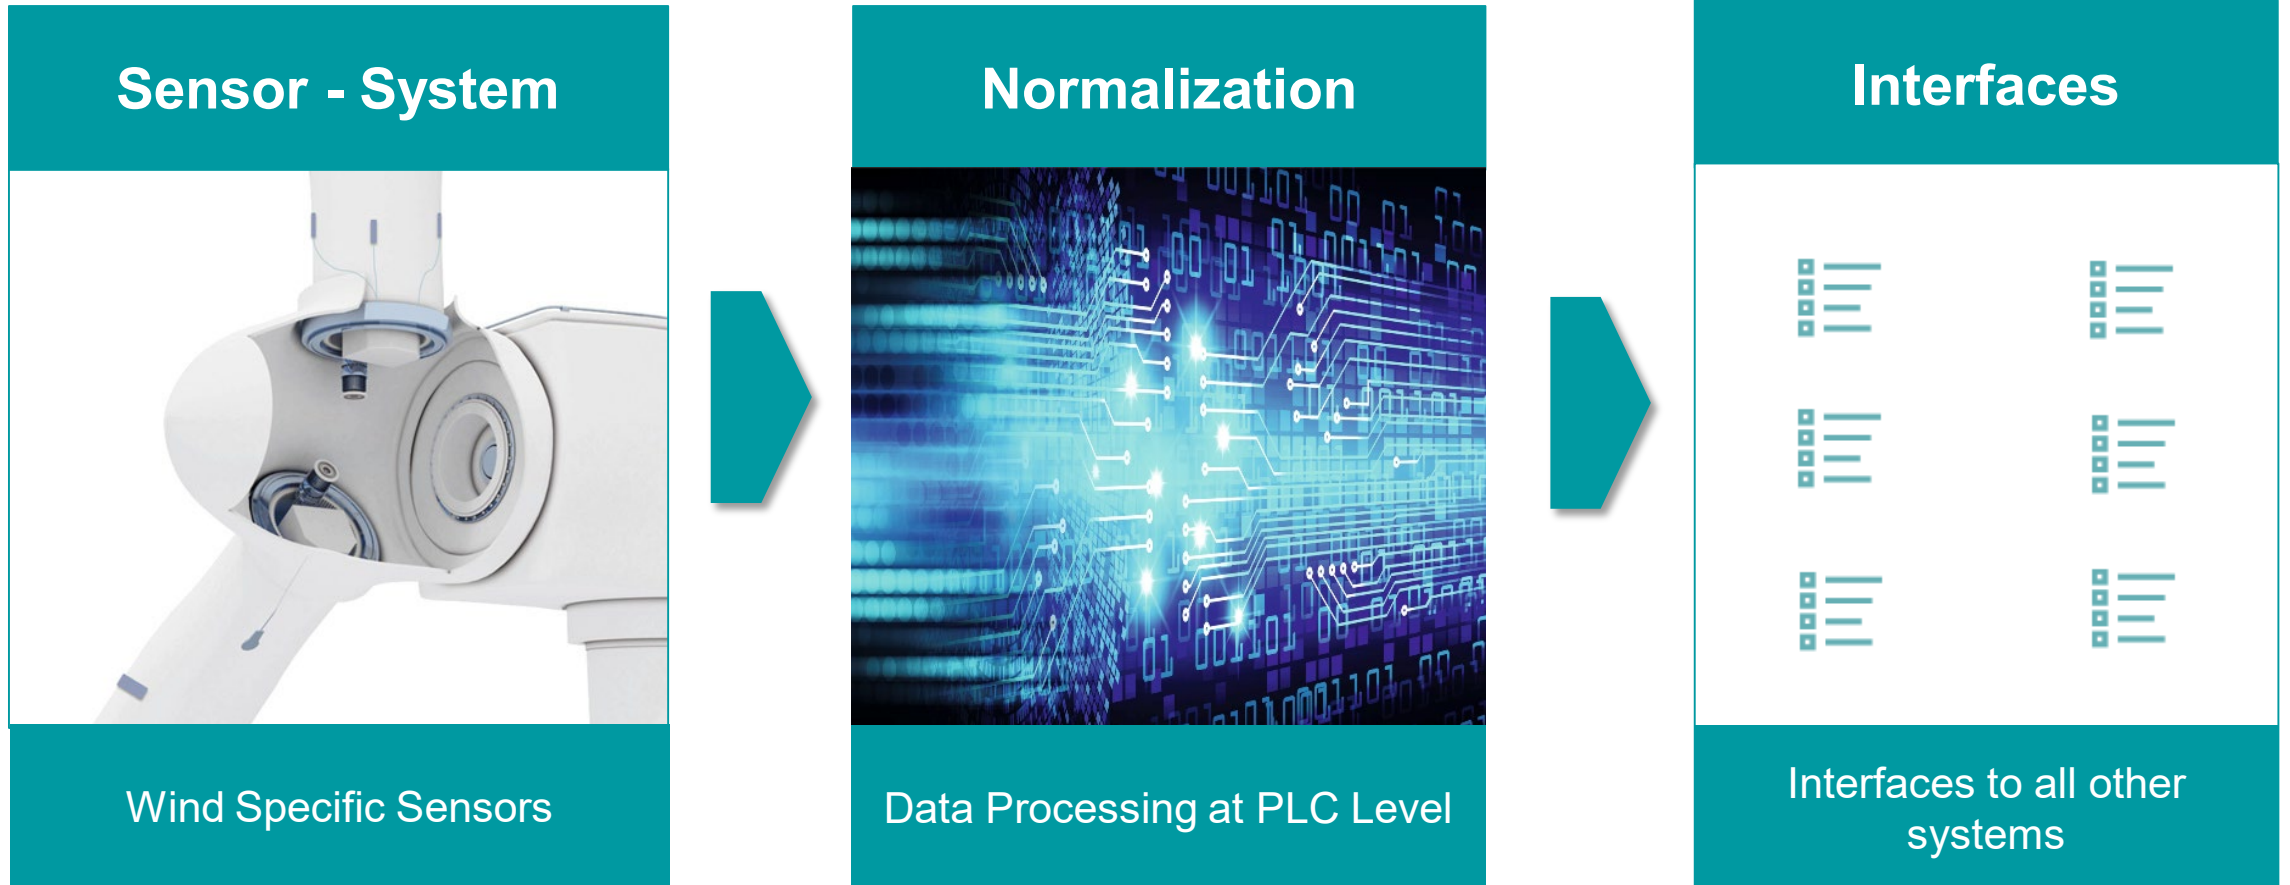 Sensor - System
Normalization
Interfaces
Wind Specific Sensors
Data Processing at PLC Level
Interfaces to all other
systems